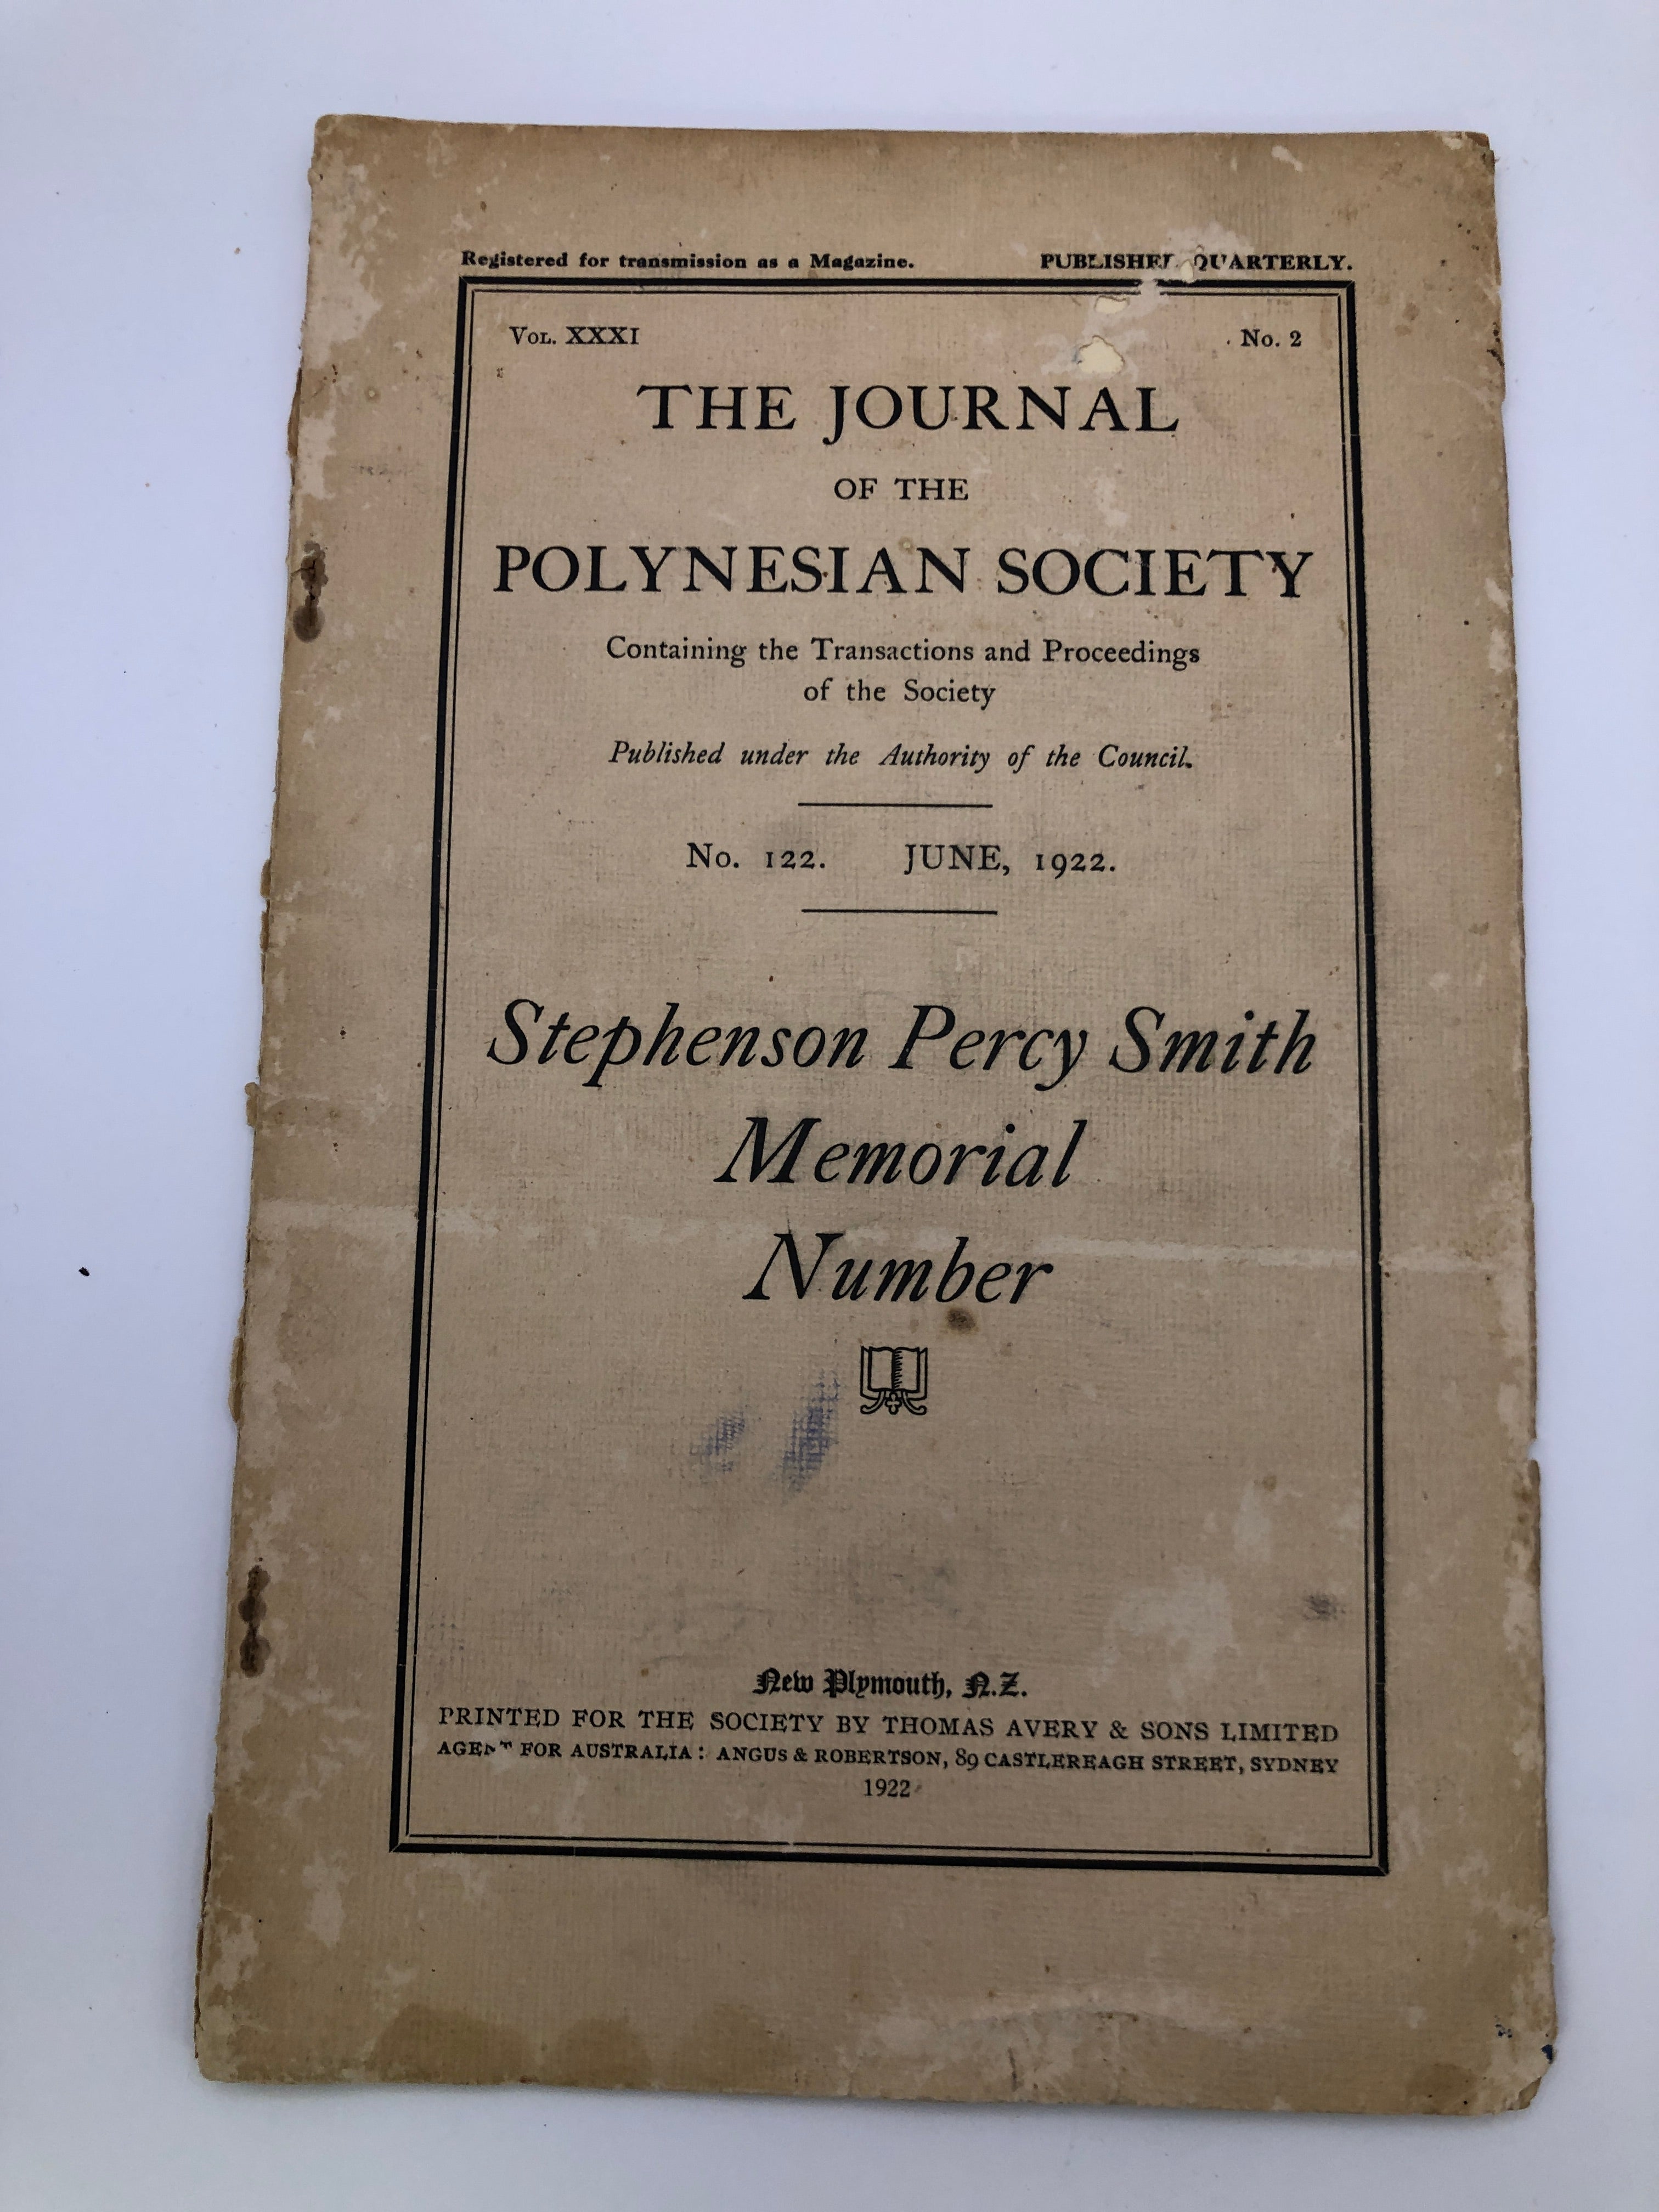 Registered for transmission as a Magazine. PUBLISHED QUARTERLY.
VOL. XXXI No. 2
THE JOURNAL
OF THE
POLYNESIAN SOCIETY
Containing the Transactions and Proceedings
of the Society
Published under the Authority of the Council.
No. 122. JUNE, 1922.
Stephenson Percy Smith
Memorial
Number
New Plymouth, N.Z.
PRINTED FOR THE SOCIETY BY THOMAS AVERY & SONS LIMITED
AGENT FOR AUSTRALIA: ANGUS & ROBERTSON, 89 CASTLEREAGH STREET, SYDNEY
1922